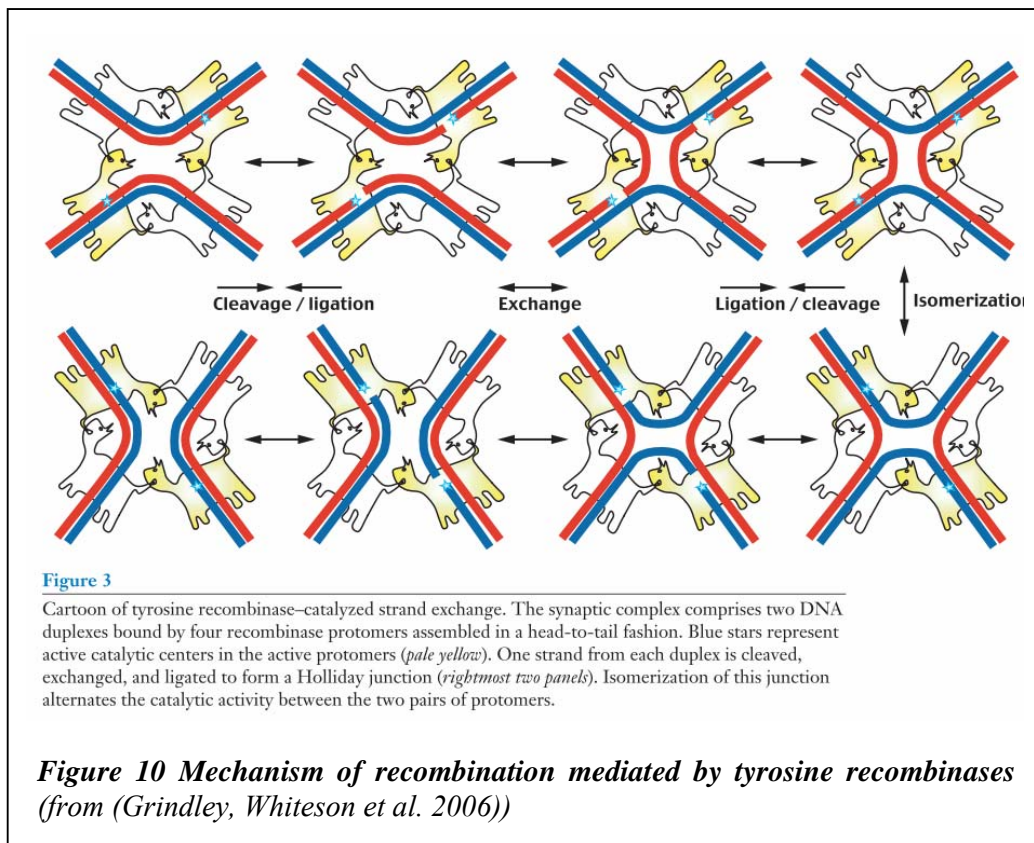 Cleavage / ligation
Exchange
Ligation / cleavage
Isomerization
Figure 3
Cartoon of tyrosine recombinase–catalyzed strand exchange. The synaptic complex comprises two DNA
duplexes bound by four recombinase protomers assembled in a head-to-tail fashion. Blue stars represent
active catalytic centers in the active protomers (pale yellow). One strand from each duplex is cleaved,
exchanged, and ligated to form a Holliday junction (rightmost two panels). Isomerization of this junction
alternates the catalytic activity between the two pairs of protomers.
Figure 10 Mechanism of recombination mediated by tyrosine recombinases
(from (Grindley, Whiteson et al. 2006))